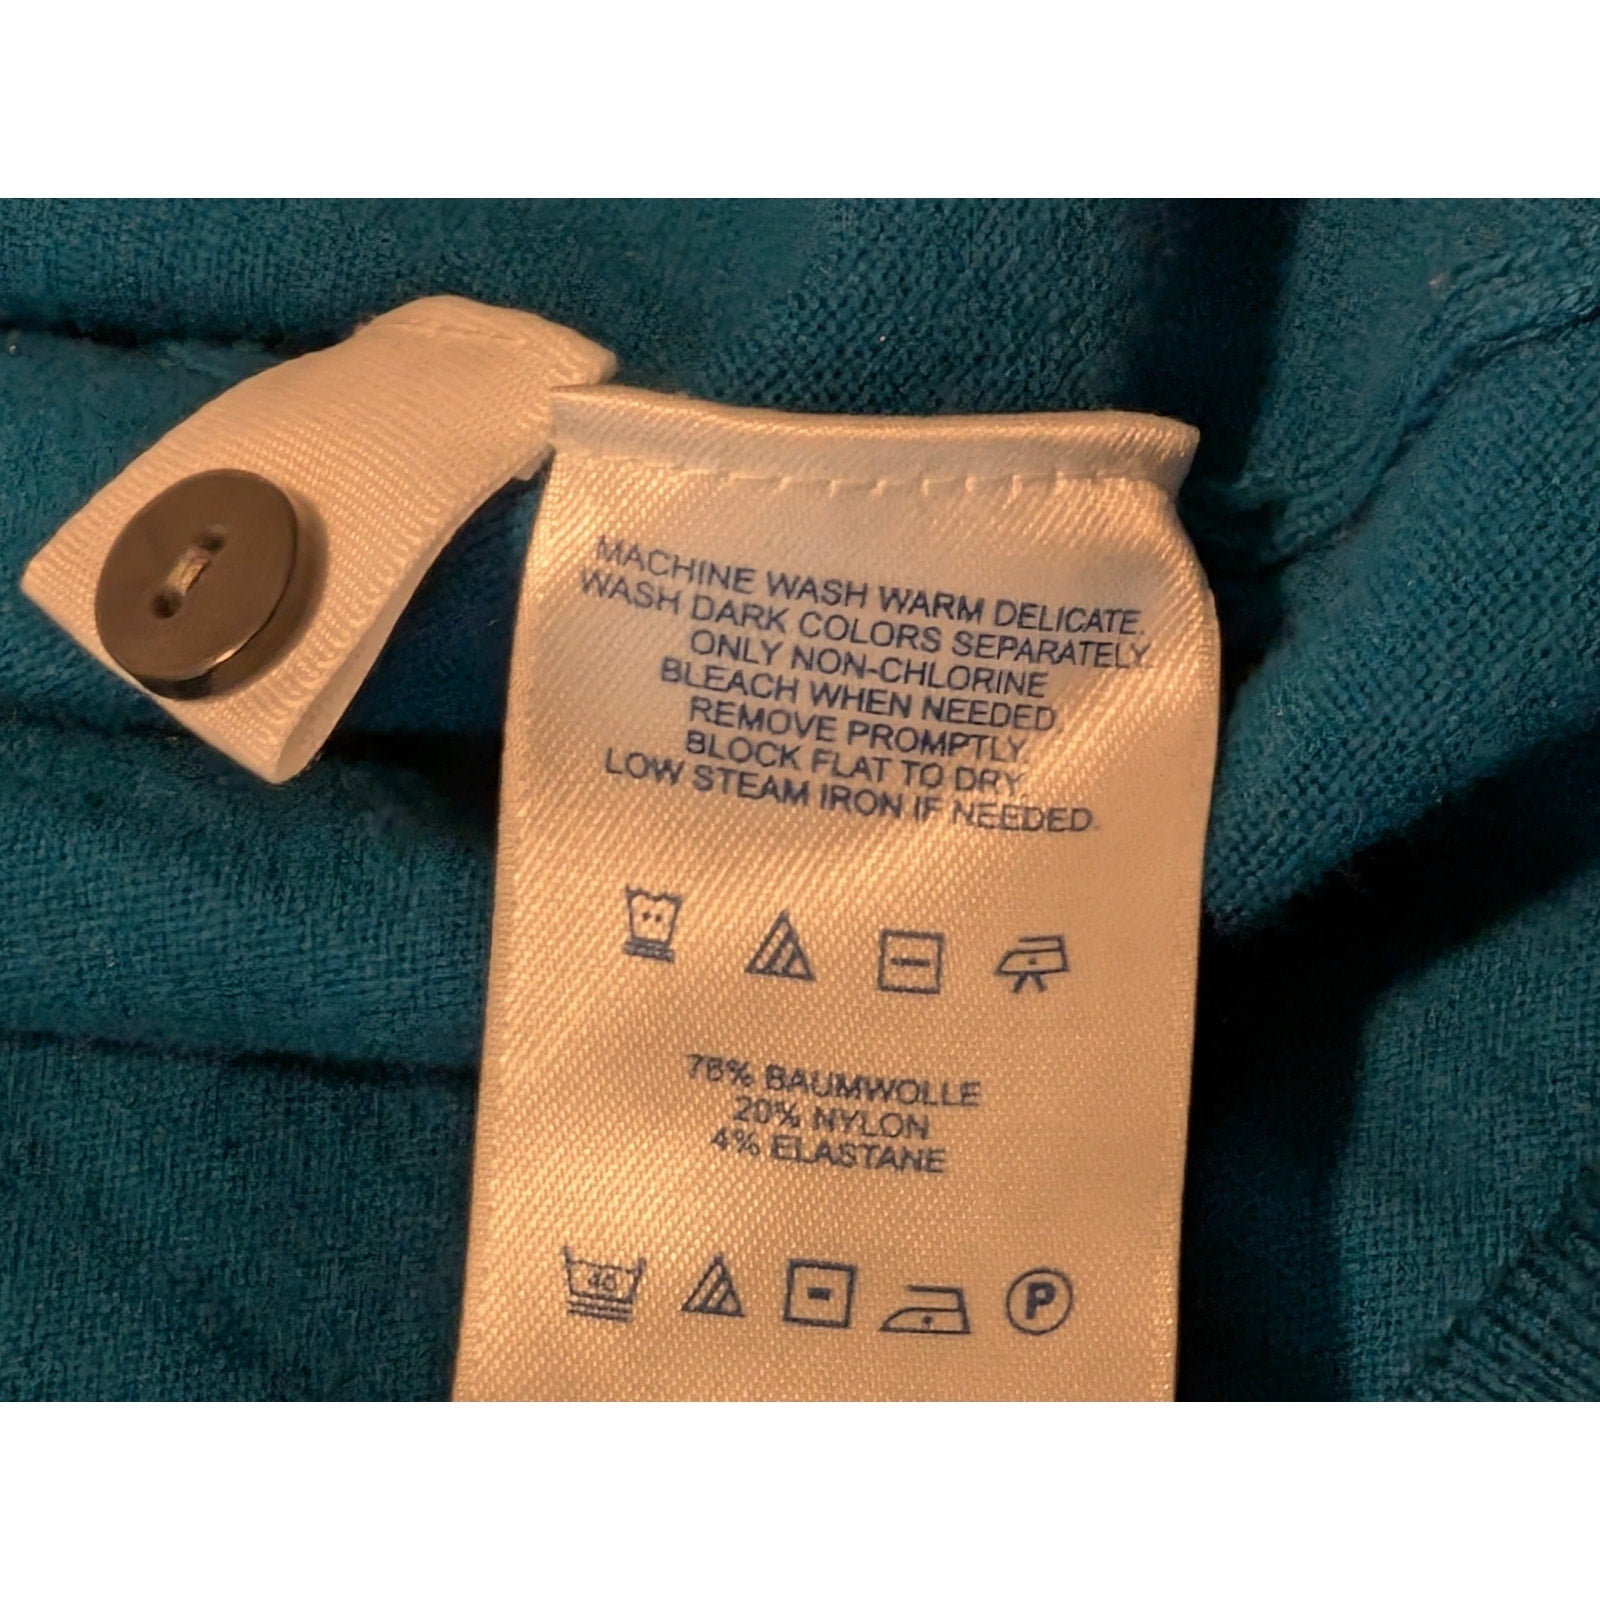 MACHINE WASH WARM DELICATE.
WASH DARK COLORS SEPARATELY.
ONLY NON-CHLORINE
BLEACH WHEN NEEDED.
REMOVE PROMPTLY.
BLOCK FLAT TO DRY.
LOW STEAM IRON IF NEEDED.
76% BAUMWOLLE
20% NYLON
4% ELASTANE
40 P